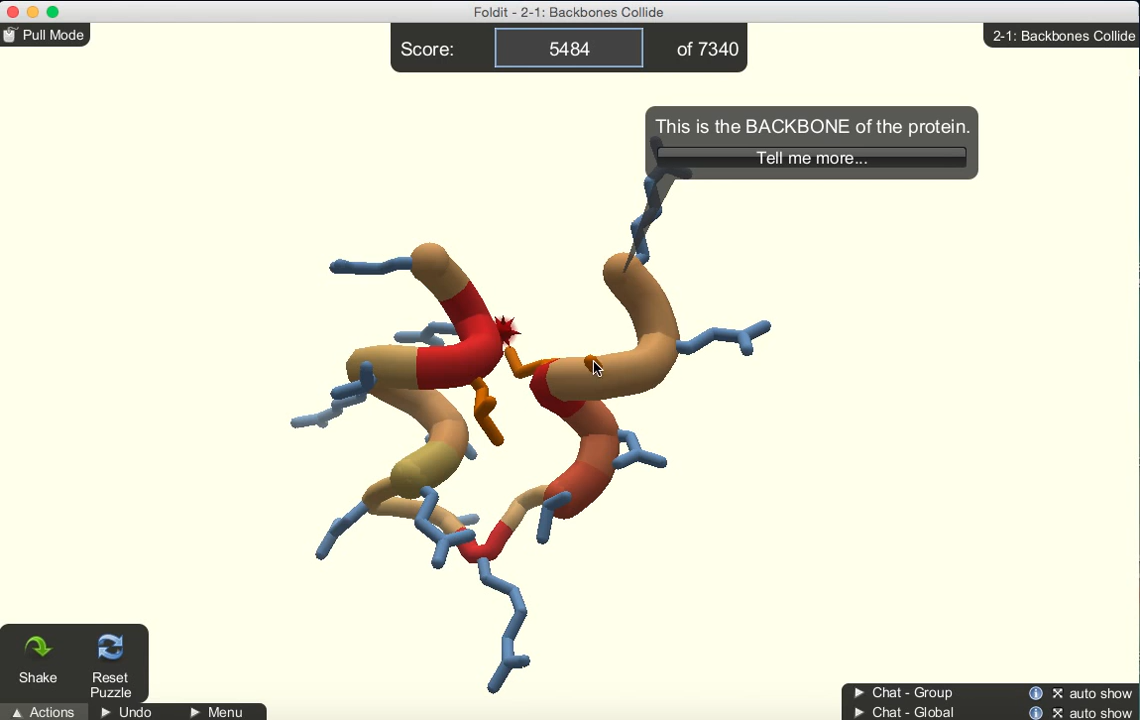 Foldit - 2-1: Backbones Collide
Pull Mode
Score: 5484 of 7340
2-1: Backbones Collide
This is the BACKBONE of the protein.
Tell me more...
Shake
Reset
Puzzle
Actions Undo Menu
Chat - Group auto show
Chat - Global auto show